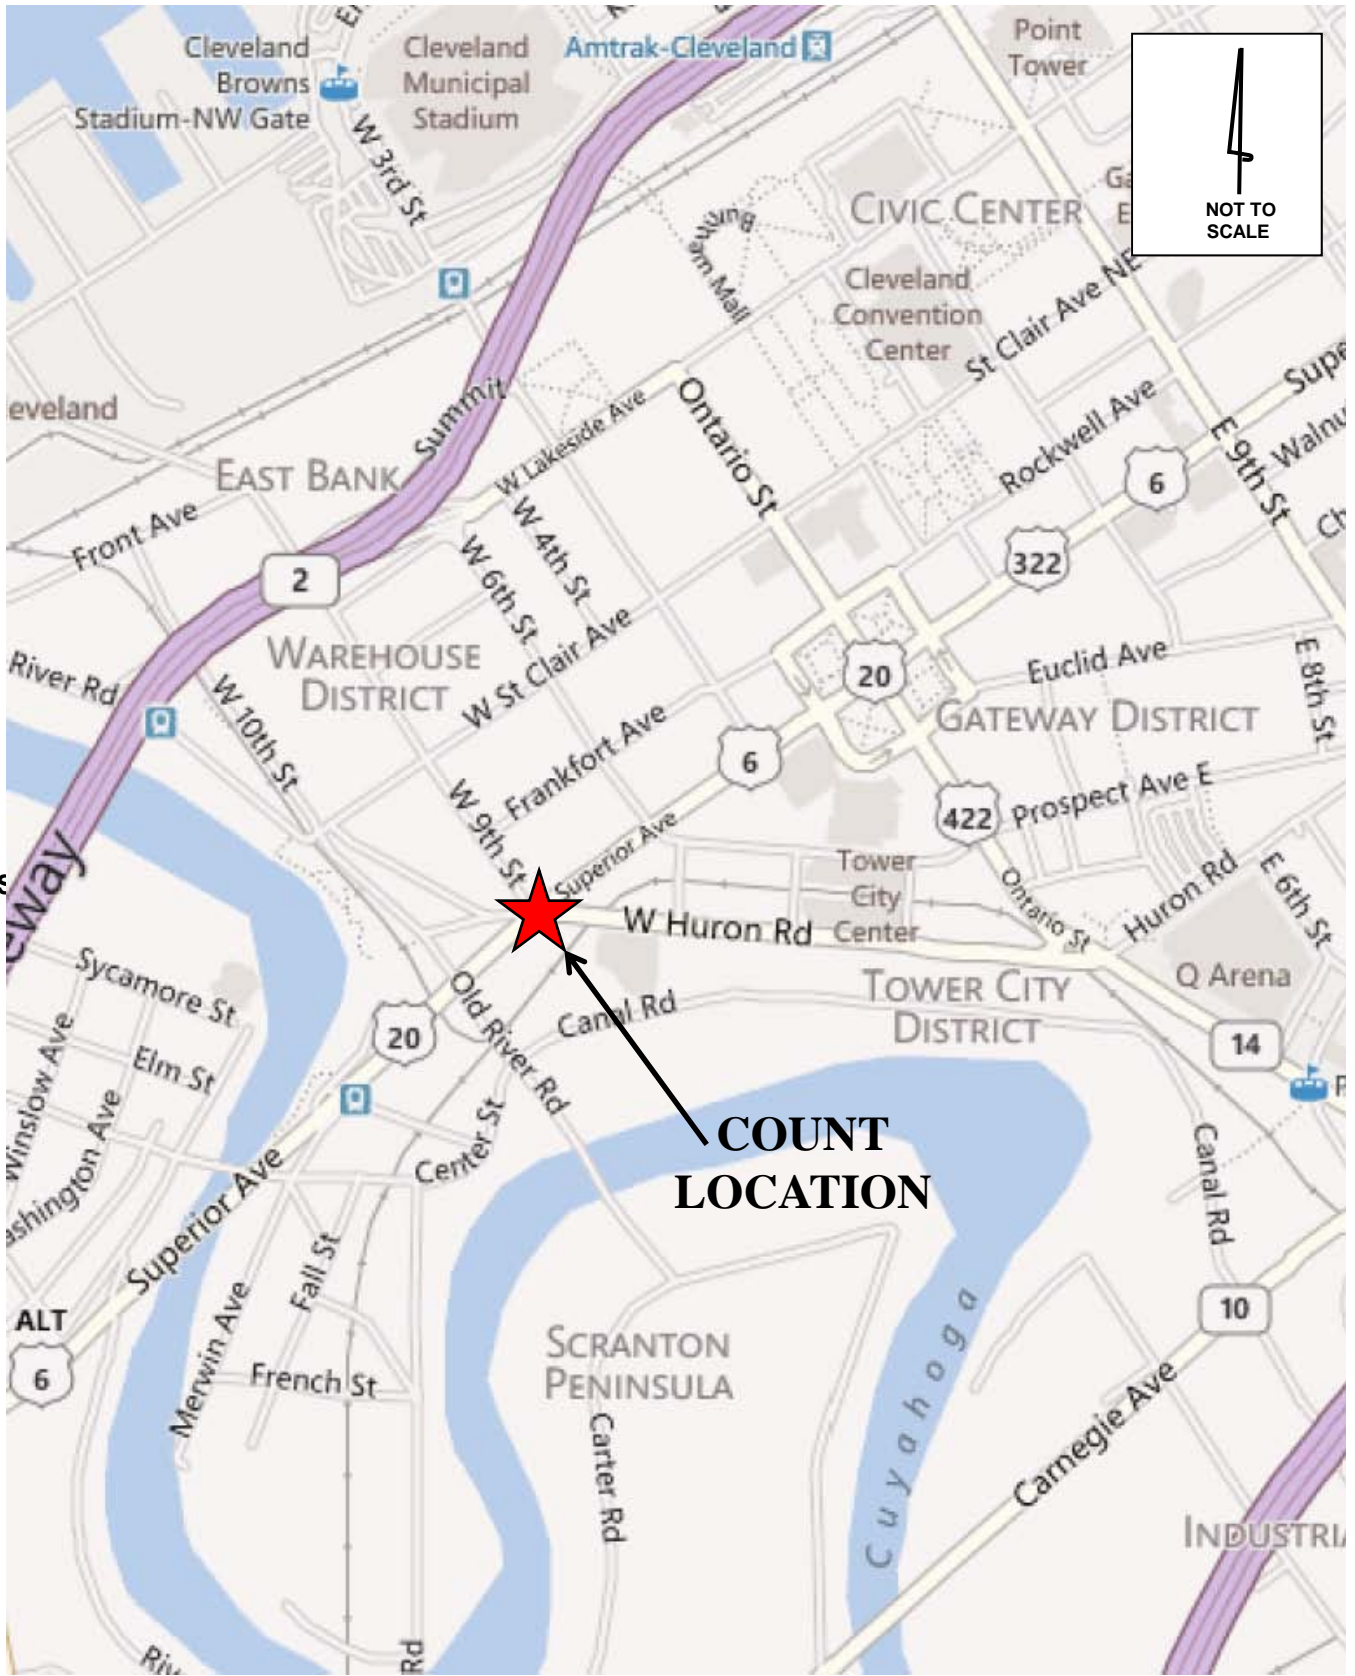 Cleveland
Browns
Stadium-NW Gate
Cleveland
Municipal
Stadium
Amtrak-Cleveland
Point
Tower
NOT TO
SCALE
W 3rd St
Burnham Mall
CIVIC CENTER
Cleveland
Convention
Center
St Clair Ave NE
eveland
Summit
EAST BANK
W Lakeside Ave
Ontario St
Rockwell Ave
E 9th St
6
Front Ave
2
W 4th St
W 6th St
322
WAREHOUSE
DISTRICT
W St Clair Ave
20
Euclid Ave
E 8th St
River Rd
W 10th St
Frankfort Ave
6
GATEWAY DISTRICT
W 9th St
422
Prospect Ave E
Superior Ave
Tower
City
Center
Ontario St
Huron Rd
E 6th St
eway
W Huron Rd
Q Arena
Sycamore St
Old River Rd
Canal Rd
TOWER CITY
DISTRICT
20
14
Elm St
Winslow Ave
ashington Ave
Center St
COUNT
LOCATION
Canal Rd
Superior Ave
Fall St
Merwin Ave
ALT
6
French St
SCRANTON
PENINSULA
Carter Rd
Cuyahoga
10
Carnegie Ave
INDUSTRIA
Rd